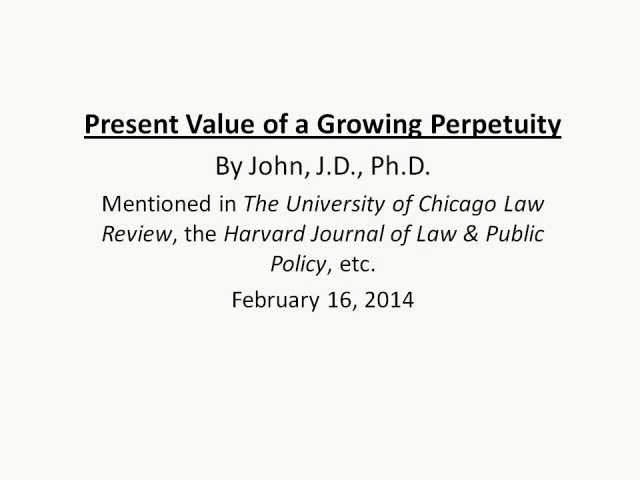 Present Value of a Growing Perpetuity
By John, J.D., Ph.D.
Mentioned in The University of Chicago Law
Review, the Harvard Journal of Law & Public
Policy, etc.
February 16, 2014